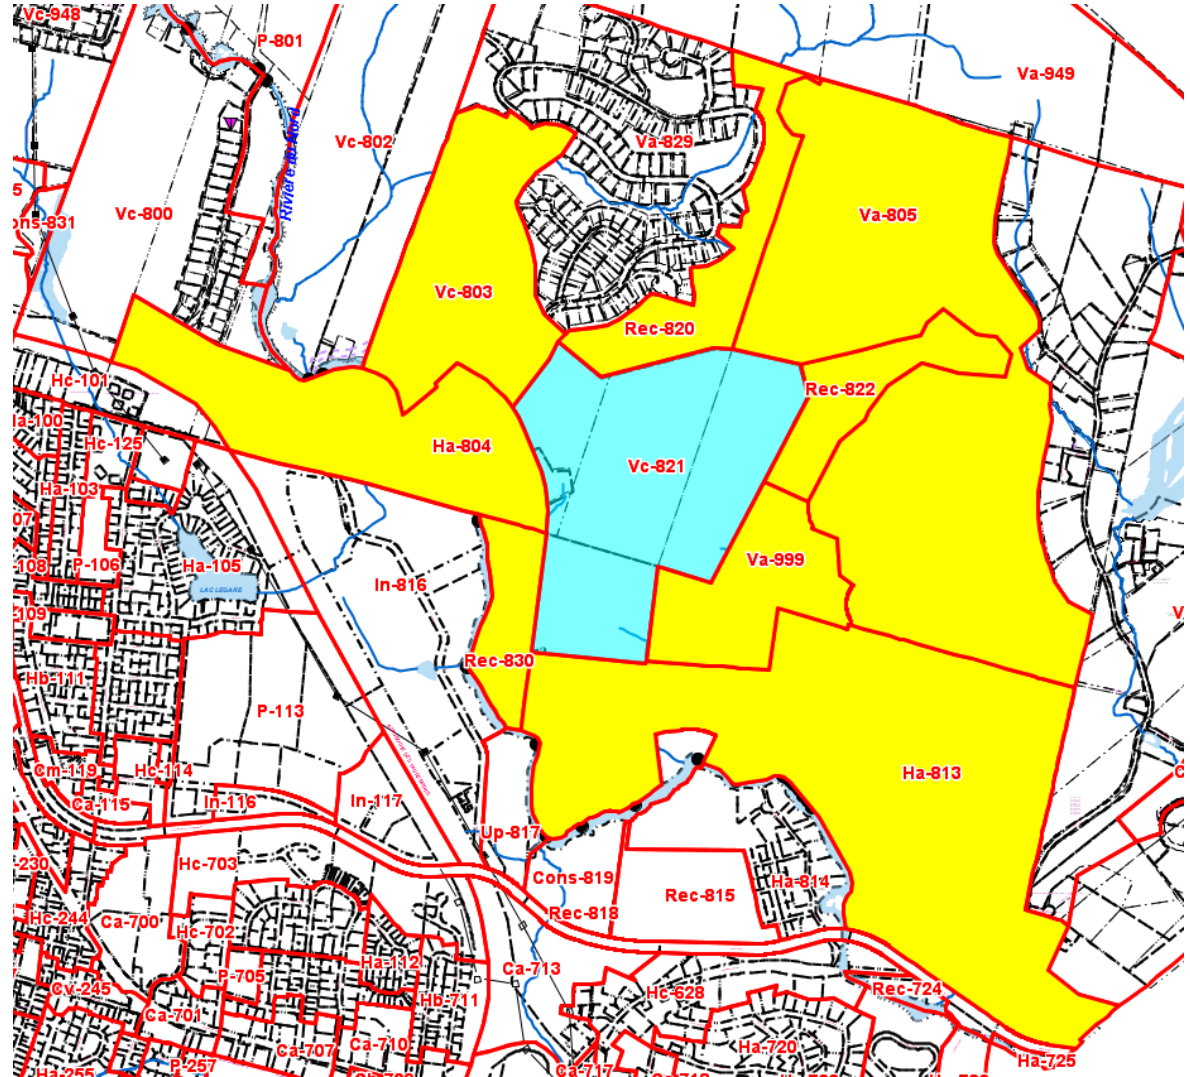 Vc-948
P-801
Va-949
Rivière du Nord
Vc-802
Va-829
Vc-800
Va-805
ons-831
Vc-803
Rec-820
Hc-101
Rec-822
Ha-804
Hc-125
Vc-821
Ha-103
P-106
-108
Ha-105
Va-999
LAC LEGARE
In-816
-109
Rec-830
Hb-111
P-113
Cm-119
Hc-114
Ha-813
Ca-115
In-116
In-117
Up-817
-230
Hc-703
Cons-819
Ha-814
Rec-815
Hc-244
Ca-700
Rec-818
Hc-702
Ha-112
P-705
Ca-713
Cv-245
Hb-711
Hc-628
Rec-724
Ca-701
Ca-707
Ca-710
Ha-720
P-257
Ha-255
Ca-717
Ha-725